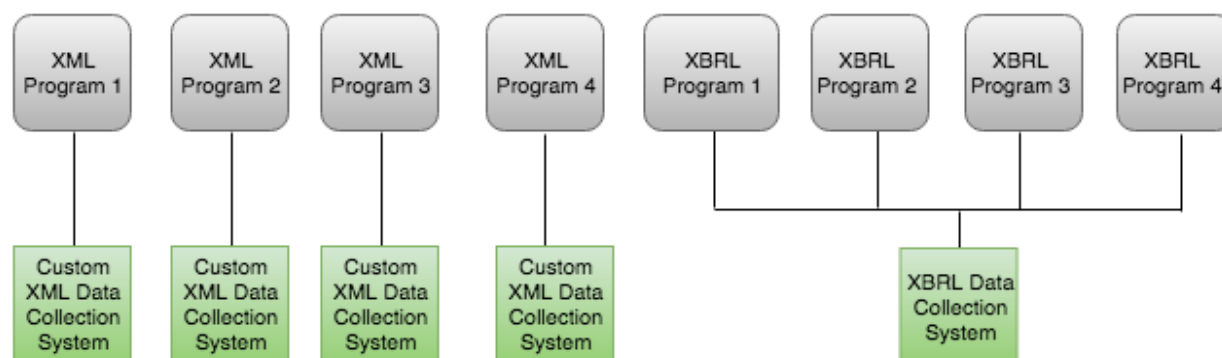 XML
Program 1
XML
Program 2
XML
Program 3
XML
Program 4
XBRL
Program 1
XBRL
Program 2
XBRL
Program 3
XBRL
Program 4
Custom
XML Data
Collection
System
Custom
XML Data
Collection
System
Custom
XML Data
Collection
System
Custom
XML Data
Collection
System
XBRL Data
Collection
System